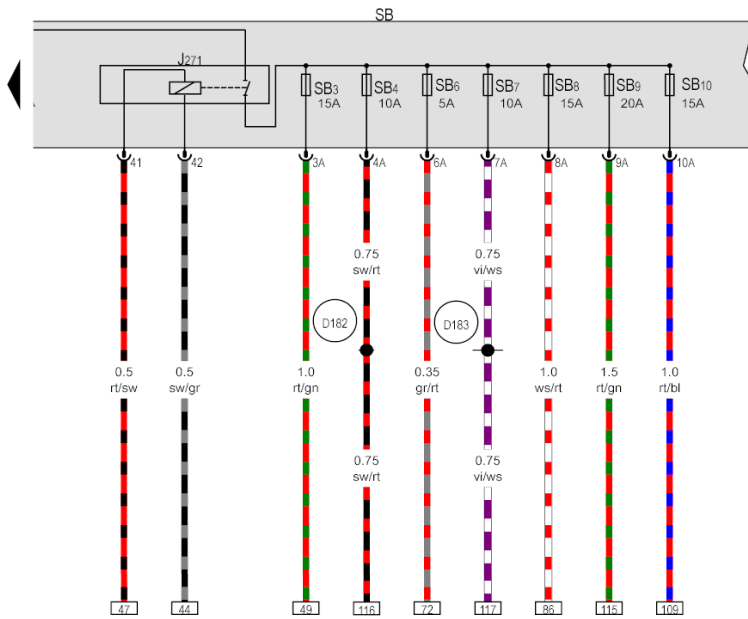 SB
J271
SB3 SB4 SB6 SB7 SB8 SB9 SB10
15A 10A 5A 10A 15A 20A 15A
41 42 3A 4A 6A 7A 8A 9A 10A
0.75 0.75
sw/rt vi/ws
D182 D183
0.5 0.5 1.0 0.35 1.0 1.5 1.0
rt/sw sw/gr rt/gn gr/rt ws/rt rt/gn rt/bl
0.75 0.75
sw/rt vi/ws
47 44 49 116 72 117 86 115 109